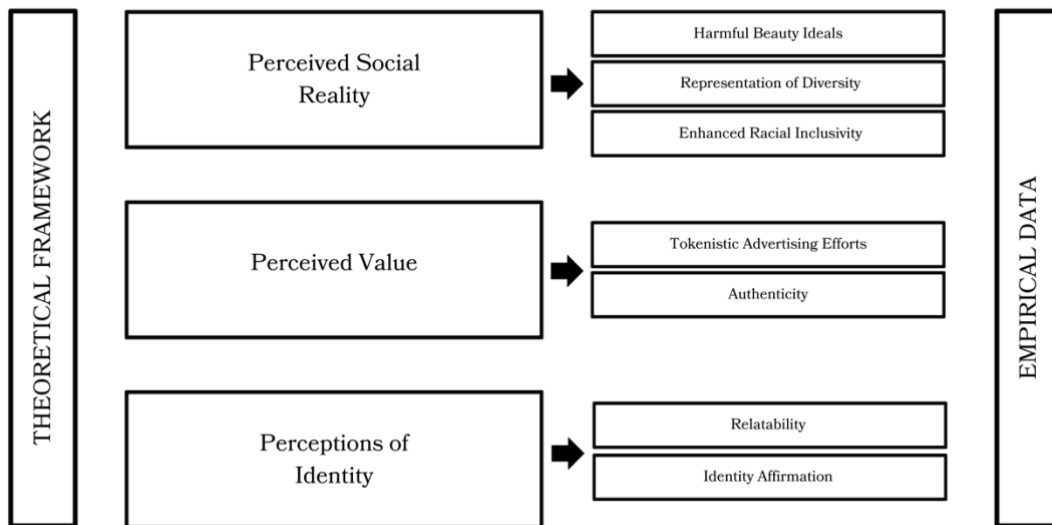 THEORETICAL FRAMEWORK
Perceived Social
Reality
Harmful Beauty Ideals
Representation of Diversity
Enhanced Racial Inclusivity
Perceived Value
Tokenistic Advertising Efforts
Authenticity
Perceptions of
Identity
Relatability
Identity Affirmation
EMPIRICAL DATA